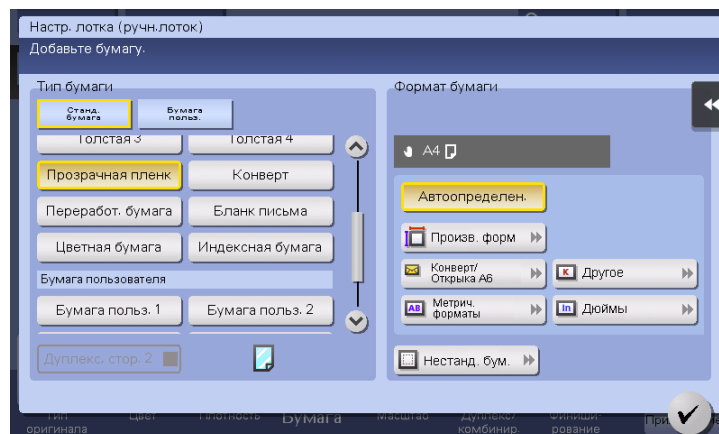 Настр. лотка (ручн.лоток)
Добавьте бумагу.
Тип бумаги
Станд. бумага
Бумага польз.
Толстая 3
Толстая 4
Прозрачная пленк
Конверт
Переработ. бумага
Бланк письма
Цветная бумага
Индексная бумага
Бумага пользователя
Бумага польз. 1
Бумага польз. 2
Дуплекс. стор. 2
Формат бумаги
A4
Автоопределен.
Произв. форм
Конверт/
Открыка A6
K
Другое
AB
Метрич.
форматы
In
Дюймы
Нестанд. бум.
Тип
оригинала
Цвет
Плотность
Бумага
Масштаб
Дуплекс/
комбинир.
Финиши-
рование